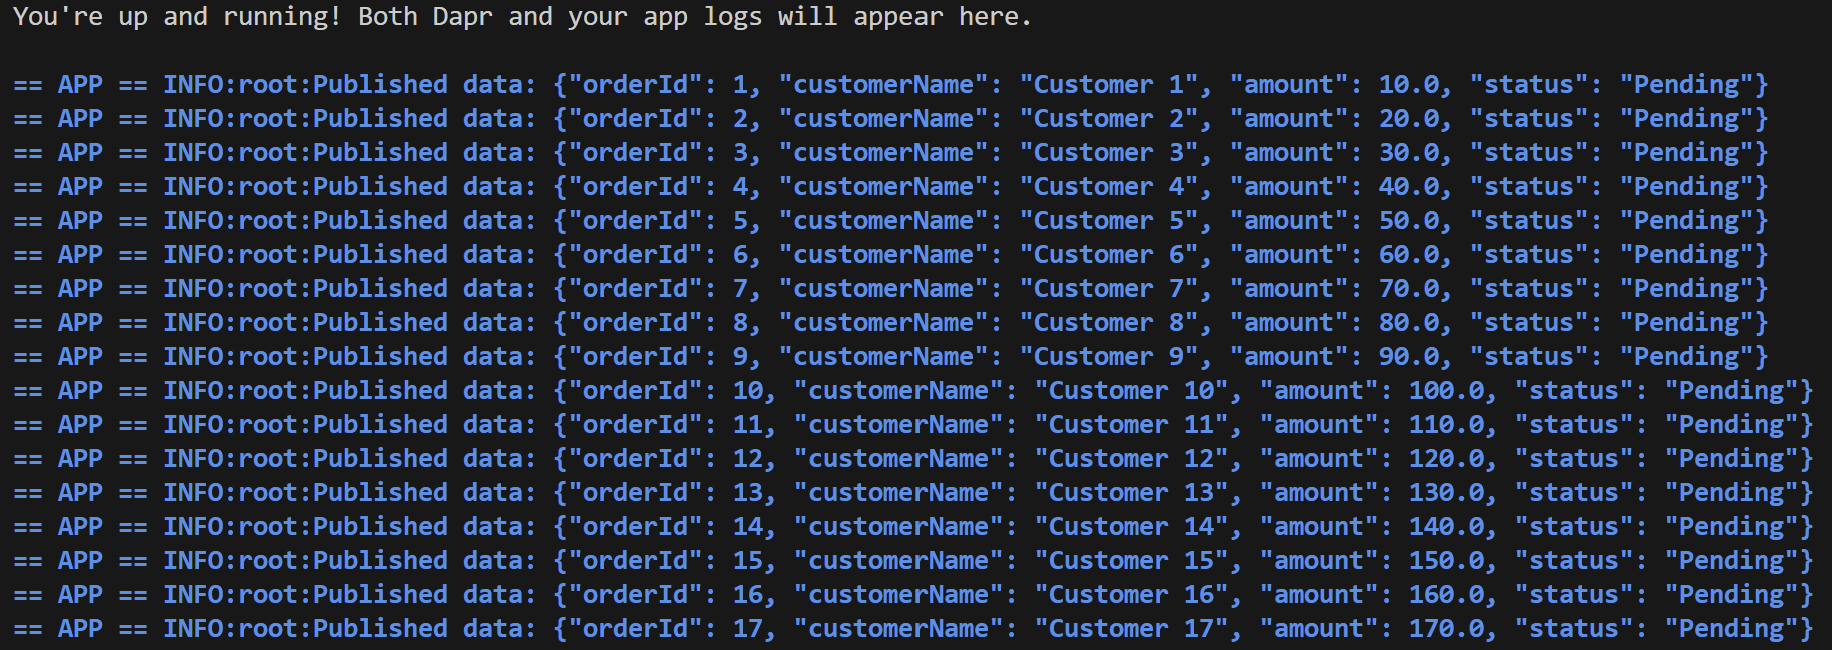 You're up and running! Both Dapr and your app logs will appear here.
== APP == INFO:root:Published data: {"orderId": 1, "customerName": "Customer 1", "amount": 10.0, "status": "Pending"}
== APP == INFO:root:Published data: {"orderId": 2, "customerName": "Customer 2", "amount": 20.0, "status": "Pending"}
== APP == INFO:root:Published data: {"orderId": 3, "customerName": "Customer 3", "amount": 30.0, "status": "Pending"}
== APP == INFO:root:Published data: {"orderId": 4, "customerName": "Customer 4", "amount": 40.0, "status": "Pending"}
== APP == INFO:root:Published data: {"orderId": 5, "customerName": "Customer 5", "amount": 50.0, "status": "Pending"}
== APP == INFO:root:Published data: {"orderId": 6, "customerName": "Customer 6", "amount": 60.0, "status": "Pending"}
== APP == INFO:root:Published data: {"orderId": 7, "customerName": "Customer 7", "amount": 70.0, "status": "Pending"}
== APP == INFO:root:Published data: {"orderId": 8, "customerName": "Customer 8", "amount": 80.0, "status": "Pending"}
== APP == INFO:root:Published data: {"orderId": 9, "customerName": "Customer 9", "amount": 90.0, "status": "Pending"}
== APP == INFO:root:Published data: {"orderId": 10, "customerName": "Customer 10", "amount": 100.0, "status": "Pending"}
== APP == INFO:root:Published data: {"orderId": 11, "customerName": "Customer 11", "amount": 110.0, "status": "Pending"}
== APP == INFO:root:Published data: {"orderId": 12, "customerName": "Customer 12", "amount": 120.0, "status": "Pending"}
== APP == INFO:root:Published data: {"orderId": 13, "customerName": "Customer 13", "amount": 130.0, "status": "Pending"}
== APP == INFO:root:Published data: {"orderId": 14, "customerName": "Customer 14", "amount": 140.0, "status": "Pending"}
== APP == INFO:root:Published data: {"orderId": 15, "customerName": "Customer 15", "amount": 150.0, "status": "Pending"}
== APP == INFO:root:Published data: {"orderId": 16, "customerName": "Customer 16", "amount": 160.0, "status": "Pending"}
== APP == INFO:root:Published data: {"orderId": 17, "customerName": "Customer 17", "amount": 170.0, "status": "Pending"}